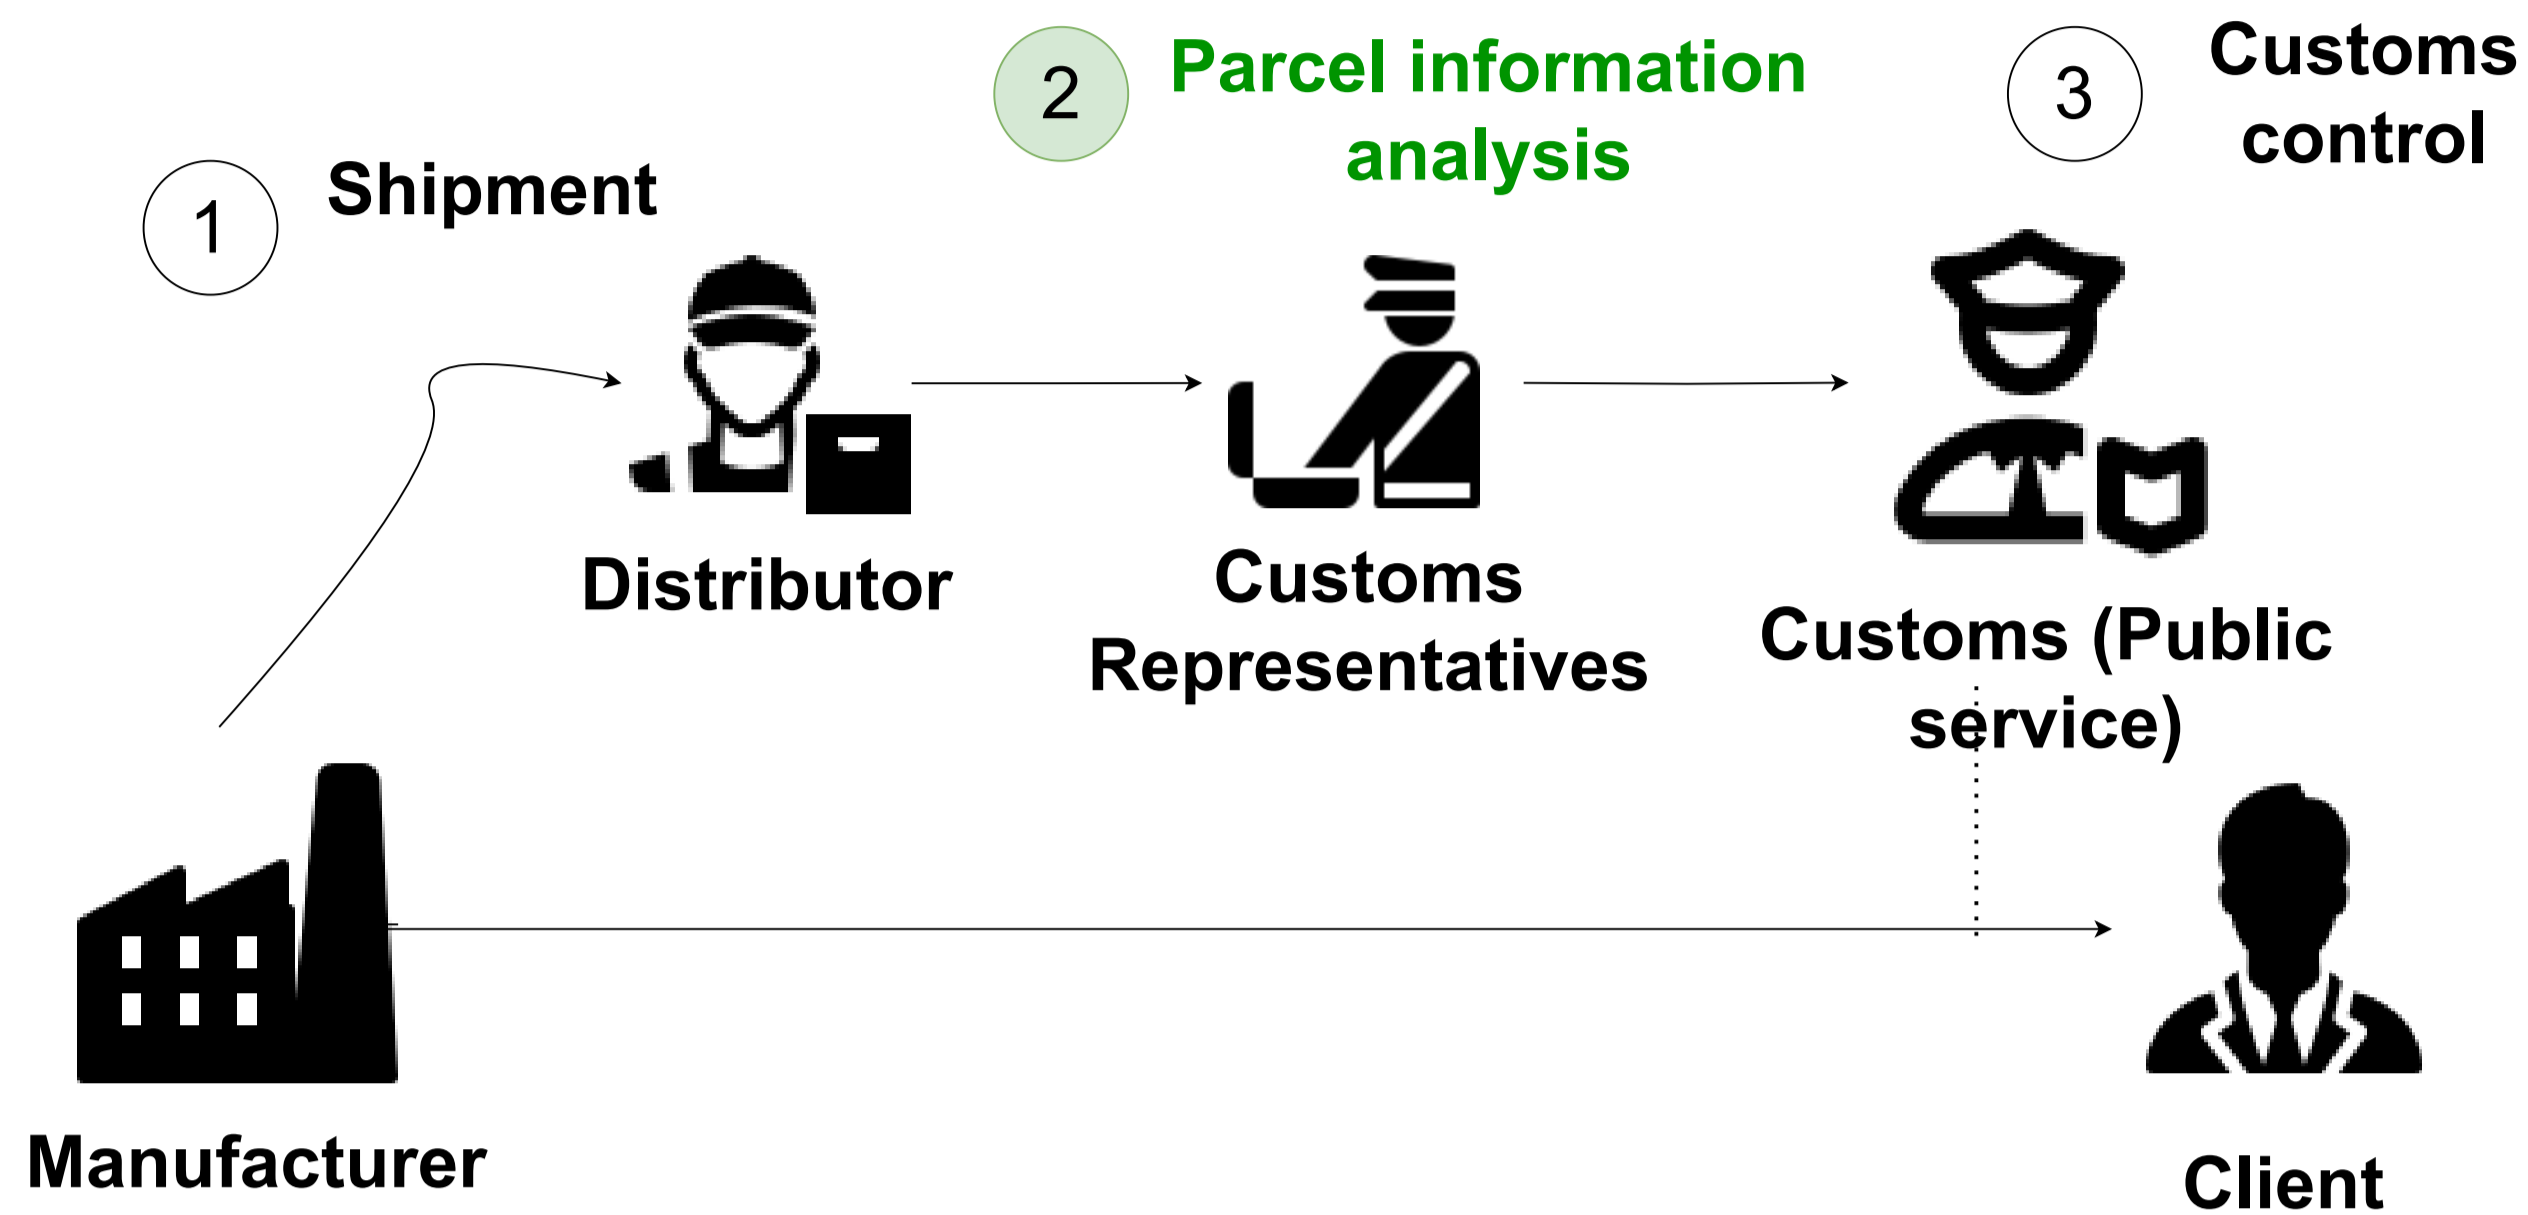 1
Shipment
2
Parcel information
analysis
3
Customs
control
Distributor
Customs
Representatives
Customs (Public
service)
Manufacturer
Client